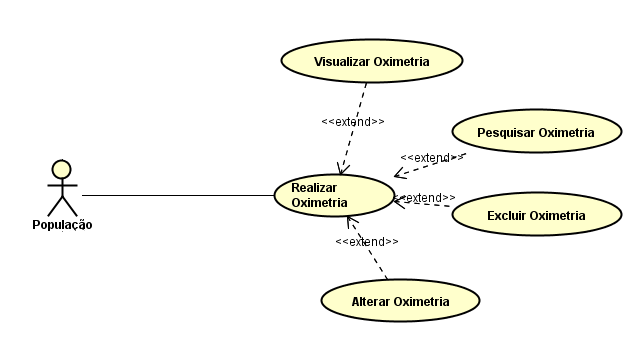 Visualizar Oximetria
<<extend>>
Pesquisar Oximetria
<<extend>>
Realizar
Oximetria
<<extend>>
Excluir Oximetria
População
<<extend>>
Alterar Oximetria